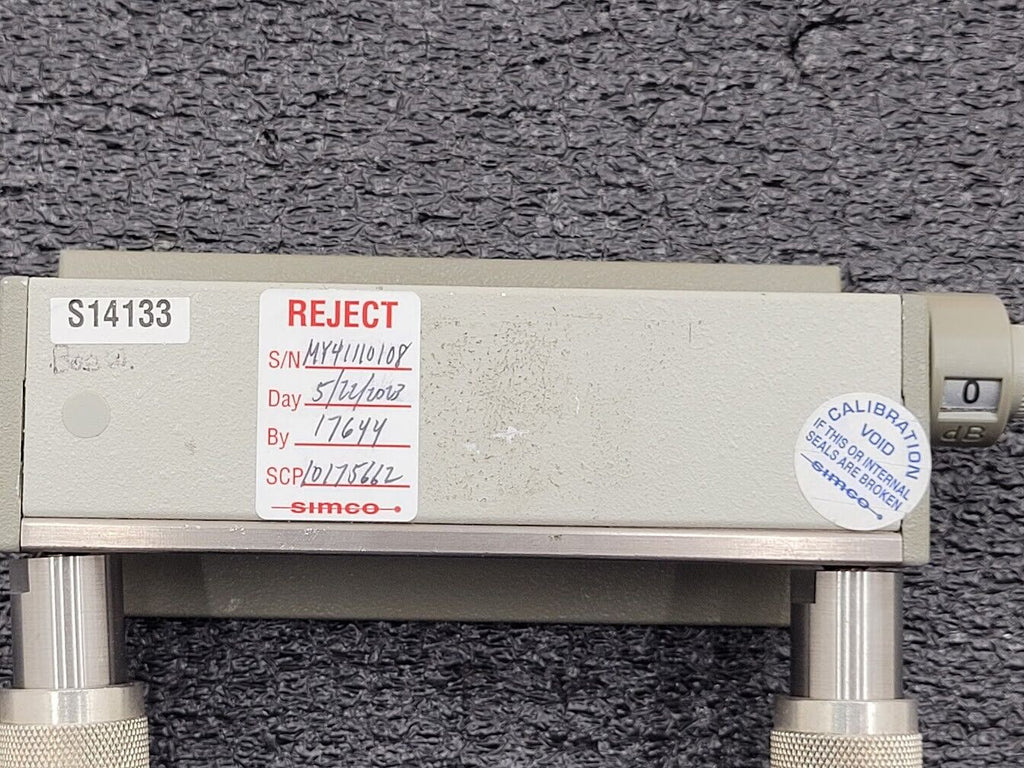 S14133
REJECT
S/N MY41110108
Day 5/22/2023
By 17644
SCP 10175662
SIMCO
CALIBRATION
VOID
IF THIS OR INTERNAL
SEALS ARE BROKEN
SIMCO
0
dB